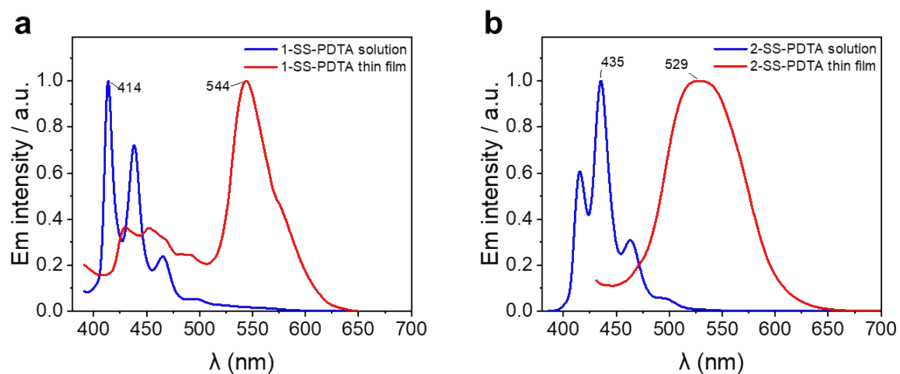 a
1-SS-PDTA solution
1-SS-PDTA thin film
414
544
Em intensity / a.u.
1.0
0.8
0.6
0.4
0.2
0.0
400 450 500 550 600 650 700
λ (nm)
b
2-SS-PDTA solution
2-SS-PDTA thin film
435
529
Em intensity / a.u.
1.0
0.8
0.6
0.4
0.2
0.0
400 450 500 550 600 650 700
λ (nm)